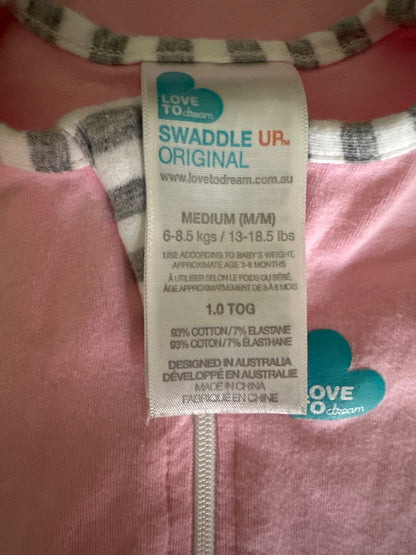 LOVE
TO dream
SWADDLE UP™
ORIGINAL
www.lovetodream.com.au
MEDIUM (M/M)
6-8.5 kgs / 13-18.5 lbs
USE ACCORDING TO BABY'S WEIGHT,
APPROXIMATE AGE 3-6 MONTHS
À UTILISER SELON LE POIDS DU BÉBÉ,
ÂGE APPROXIMATIVEMENT DE 3 À 6 MOIS
1.0 TOG
93% COTTON/7% ELASTANE
93% COTON/7% ÉLASTHANE
DESIGNED IN AUSTRALIA
DÉVELOPPÉ EN AUSTRALIE
MADE IN CHINA
FABRIQUÉ EN CHINE
LOVE
TO dream